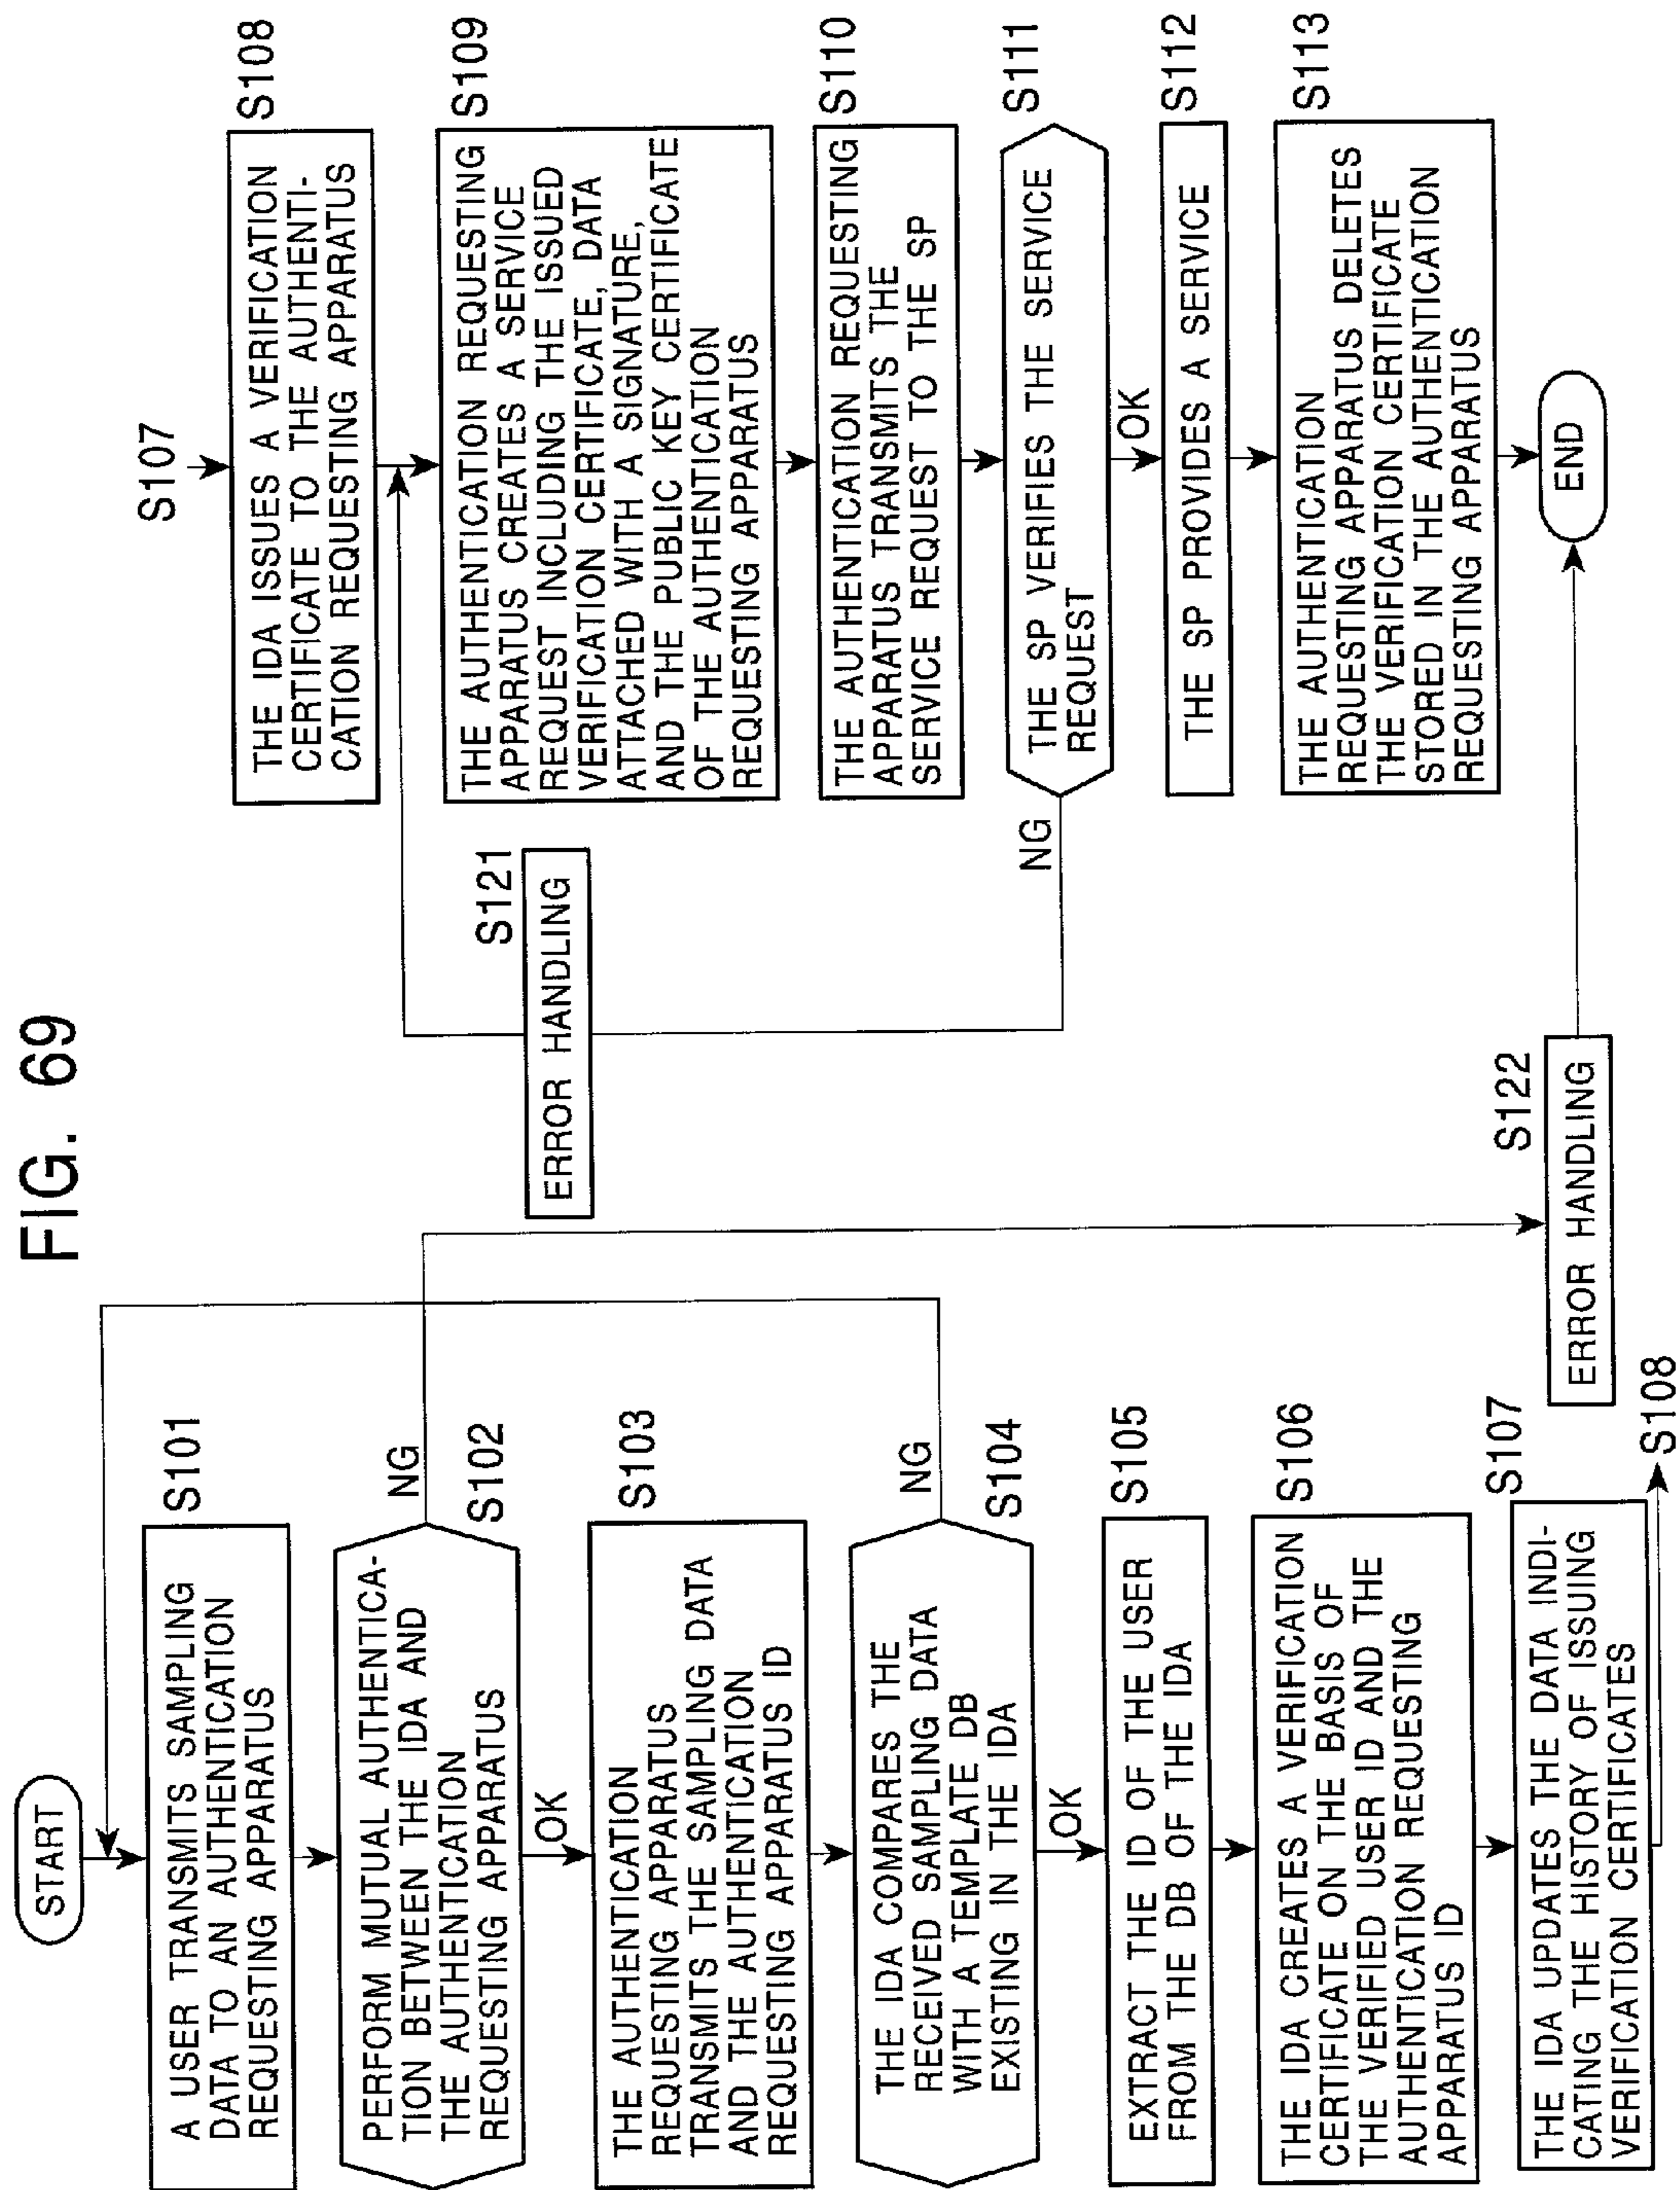 FIG. 69
START
A USER TRANSMITS SAMPLING
DATA TO AN AUTHENTICATION
REQUESTING APPARATUS
S101
PERFORM MUTUAL AUTHENTICA-
TION BETWEEN THE IDA AND
THE AUTHENTICATION
REQUESTING APPARATUS
S102
NG
OK
THE AUTHENTICATION
REQUESTING APPARATUS
TRANSMITS THE SAMPLING DATA
AND THE AUTHENTICATION
REQUESTING APPARATUS ID
S103
THE IDA COMPARES THE
RECEIVED SAMPLING DATA
WITH A TEMPLATE DB
EXISTING IN THE IDA
S104
NG
OK
EXTRACT THE ID OF THE USER
FROM THE DB OF THE IDA
S105
THE IDA CREATES A VERIFICATION
CERTIFICATE ON THE BASIS OF
THE VERIFIED USER ID AND THE
AUTHENTICATION REQUESTING
APPARATUS ID
S106
THE IDA UPDATES THE DATA INDI-
CATING THE HISTORY OF ISSUING
VERIFICATION CERTIFICATES
S107
S108
S121
ERROR HANDLING
S122
ERROR HANDLING
S107
THE IDA ISSUES A VERIFICATION
CERTIFICATE TO THE AUTHENTI-
CATION REQUESTING APPARATUS
S108
THE AUTHENTICATION REQUESTING
APPARATUS CREATES A SERVICE
REQUEST INCLUDING THE ISSUED
VERIFICATION CERTIFICATE, DATA
ATTACHED WITH A SIGNATURE,
AND THE PUBLIC KEY CERTIFICATE
OF THE AUTHENTICATION
REQUESTING APPARATUS
S109
THE AUTHENTICATION REQUESTING
APPARATUS TRANSMITS THE
SERVICE REQUEST TO THE SP
S110
THE SP VERIFIES THE SERVICE
REQUEST
S111
NG
OK
THE SP PROVIDES A SERVICE
S112
THE AUTHENTICATION
REQUESTING APPARATUS DELETES
THE VERIFICATION CERTIFICATE
STORED IN THE AUTHENTICATION
REQUESTING APPARATUS
S113
END